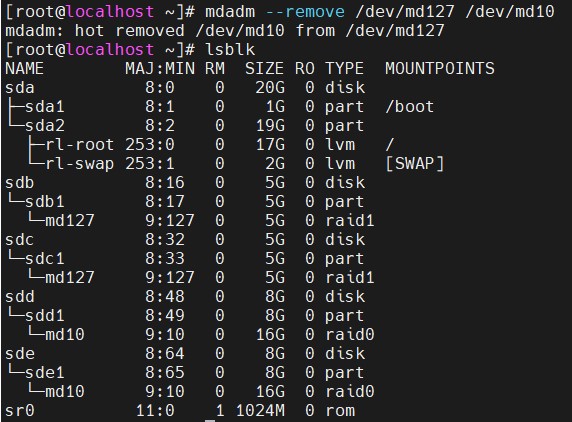 [root@localhost ~]# mdadm --remove /dev/md127 /dev/md10
mdadm: hot removed /dev/md10 from /dev/md127
[root@localhost ~]# lsblk
NAME        MAJ:MIN RM  SIZE RO TYPE  MOUNTPOINTS
sda           8:0    0   20G  0 disk
├─sda1        8:1    0    1G  0 part  /boot
└─sda2        8:2    0   19G  0 part
  ├─rl-root 253:0    0   17G  0 lvm   /
  └─rl-swap 253:1    0    2G  0 lvm   [SWAP]
sdb           8:16   0    5G  0 disk
└─sdb1        8:17   0    5G  0 part
  └─md127     9:127  0    5G  0 raid1
sdc           8:32   0    5G  0 disk
└─sdc1        8:33   0    5G  0 part
  └─md127     9:127  0    5G  0 raid1
sdd           8:48   0    8G  0 disk
└─sdd1        8:49   0    8G  0 part
  └─md10      9:10   0   16G  0 raid0
sde           8:64   0    8G  0 disk
└─sde1        8:65   0    8G  0 part
  └─md10      9:10   0   16G  0 raid0
sr0          11:0    1 1024M  0 rom